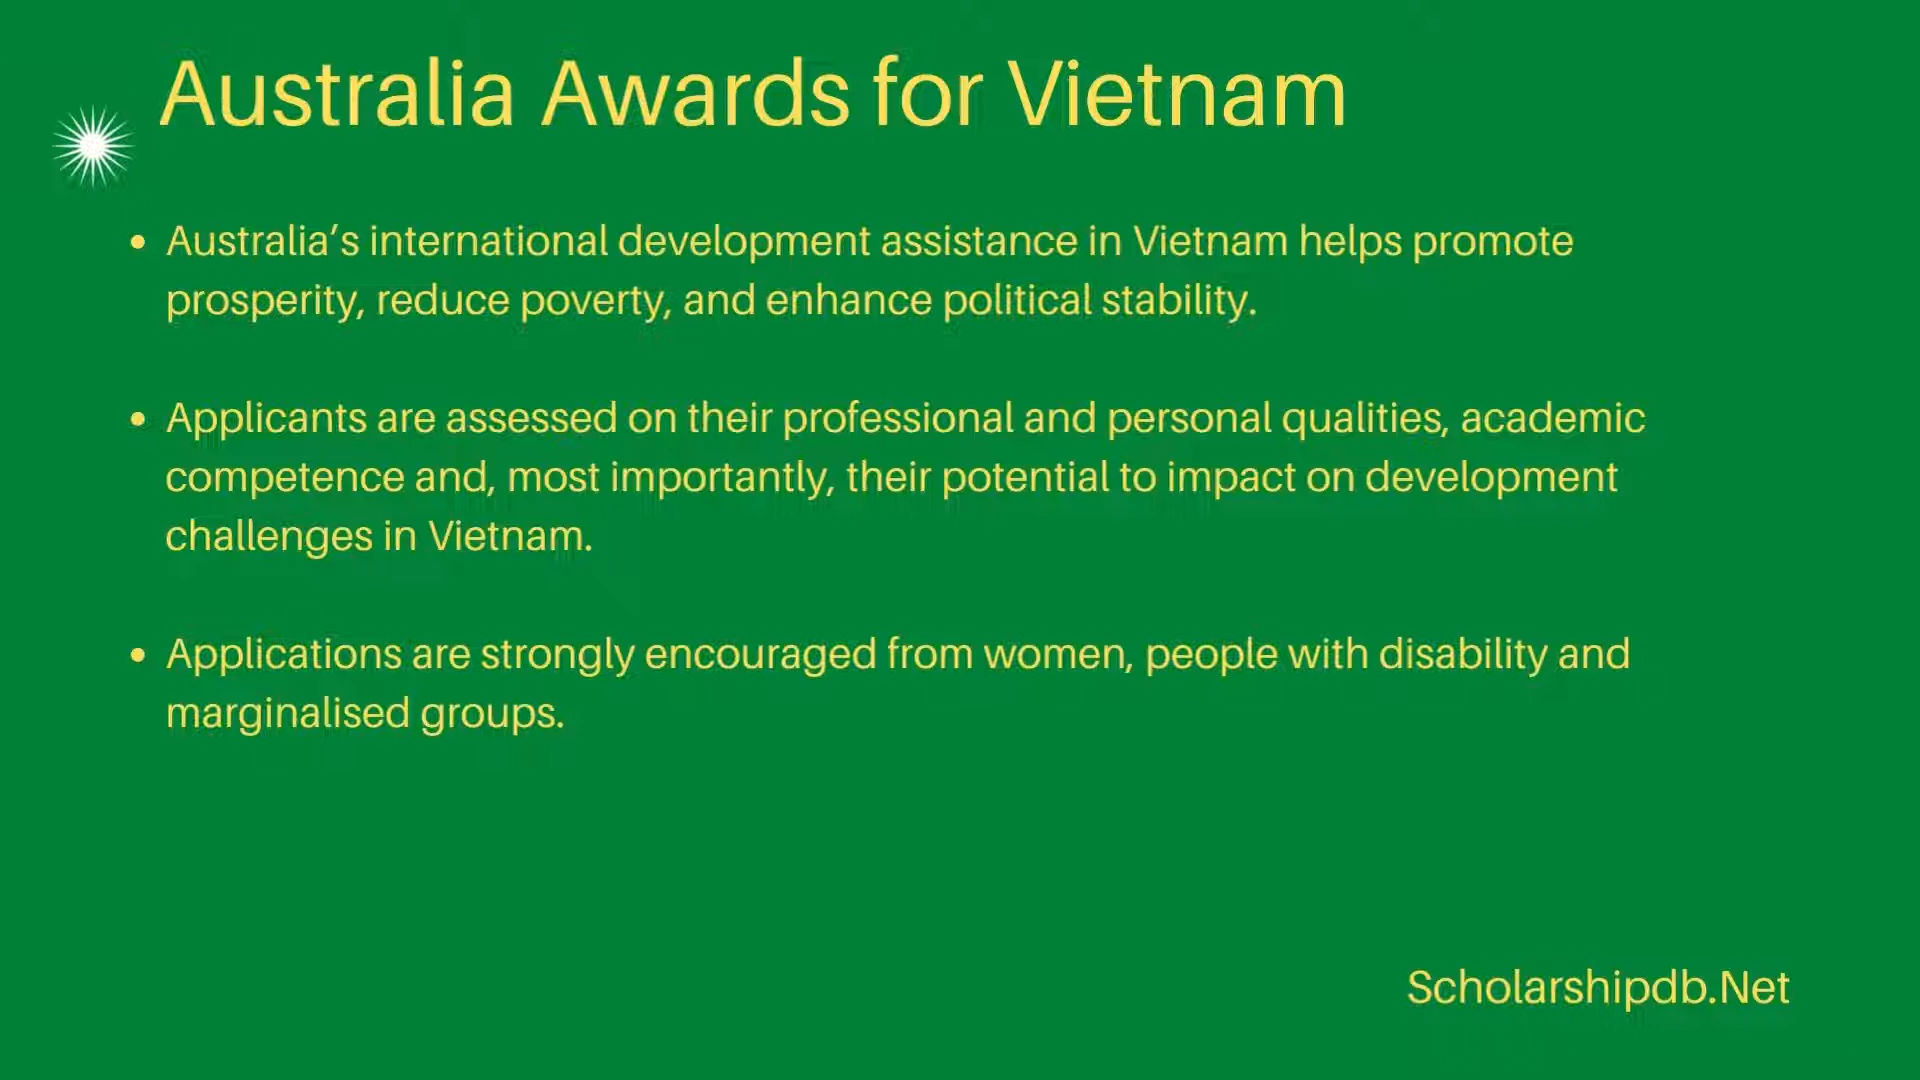 Australia Awards for Vietnam
• Australia’s international development assistance in Vietnam helps promote
prosperity, reduce poverty, and enhance political stability.
• Applicants are assessed on their professional and personal qualities, academic
competence and, most importantly, their potential to impact on development
challenges in Vietnam.
• Applications are strongly encouraged from women, people with disability and
marginalised groups.
Scholarshipdb.Net